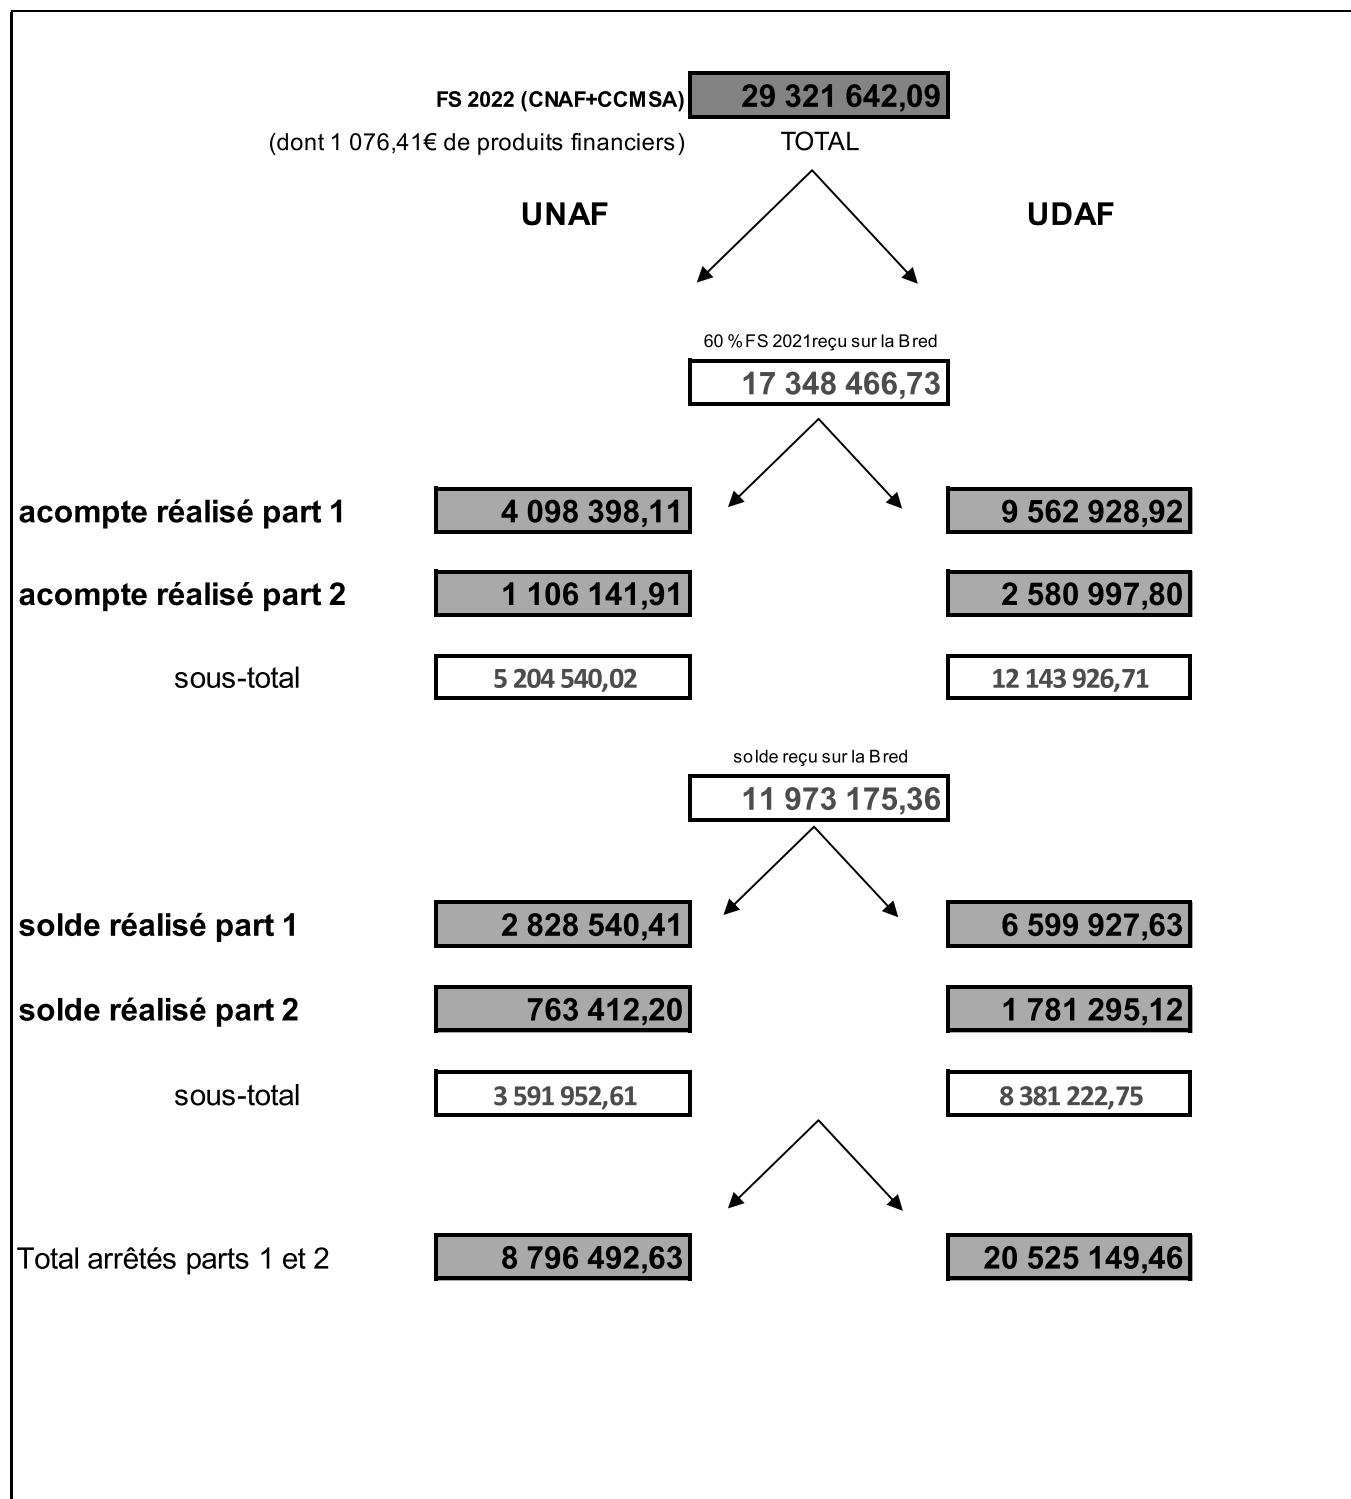 FS 2022 (CNAF+CCMSA) 29 321 642,09
(dont 1 076,41€ de produits financiers) TOTAL
UNAF UDAF
60 % FS 2021reçu sur la Bred
17 348 466,73
acompte réalisé part 1 4 098 398,11 9 562 928,92
acompte réalisé part 2 1 106 141,91 2 580 997,80
sous-total 5 204 540,02 12 143 926,71
solde reçu sur la Bred
11 973 175,36
solde réalisé part 1 2 828 540,41 6 599 927,63
solde réalisé part 2 763 412,20 1 781 295,12
sous-total 3 591 952,61 8 381 222,75
Total arrêtés parts 1 et 2 8 796 492,63 20 525 149,46